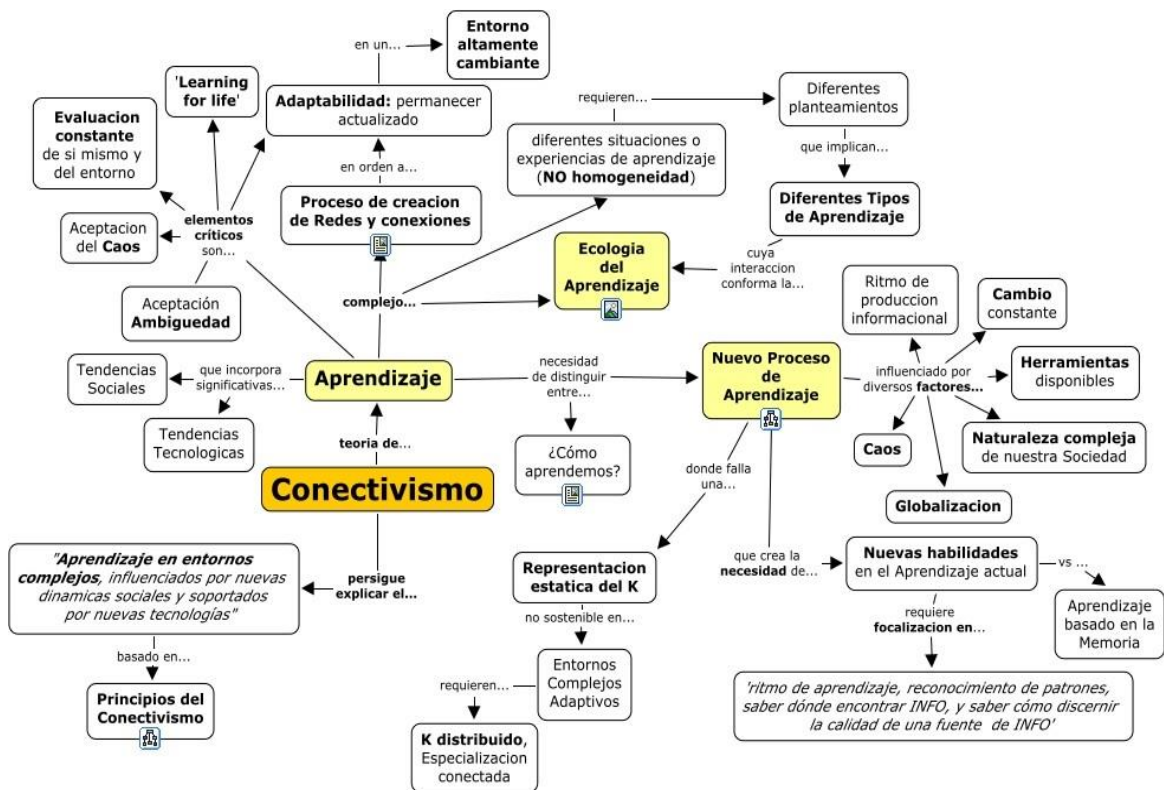 Entorno
altamente
cambiante
en un...
'Learning
for life'
Adaptabilidad: permanecer
actualizado
Evaluacion
constante
de si mismo y
del entorno
en orden a...
Proceso de creacion
de Redes y conexiones
elementos
críticos
son...
Aceptacion
del Caos
Aceptación
Ambiguedad
complejo...
requieren...
diferentes situaciones o
experiencias de aprendizaje
(NO homogeneidad)
Diferentes
planteamientos
que implican...
Diferentes Tipos
de Aprendizaje
cuya
interaccion
conforma la...
Ecologia
del
Aprendizaje
Tendencias
Sociales
que incorpora
significativas...
Tendencias
Tecnologicas
Aprendizaje
teoria de...
Conectivismo
necesidad
de distinguir
entre...
¿Cómo
aprendemos?
Nuevo Proceso
de
Aprendizaje
influenciado por
diversos factores...
Ritmo de
produccion
informacional
Cambio
constante
Herramientas
disponibles
Naturaleza compleja
de nuestra Sociedad
Caos
Globalizacion
persigue
explicar el...
"Aprendizaje en entornos
complejos, influenciados por nuevas
dinamicas sociales y soportados
por nuevas tecnologías"
basado en...
Principios del
Conectivismo
donde falla
una...
Representacion
estatica del K
no sostenible en...
Entornos
Complejos
Adaptivos
requieren...
K distribuido,
Especializacion
conectada
que crea la
necesidad de...
Nuevas habilidades
en el Aprendizaje actual
vs ...
Aprendizaje
basado en la
Memoria
requiere
focalizacion en...
'ritmo de aprendizaje, reconocimiento de patrones,
saber dónde encontrar INFO, y saber cómo discernir
la calidad de una fuente de INFO'